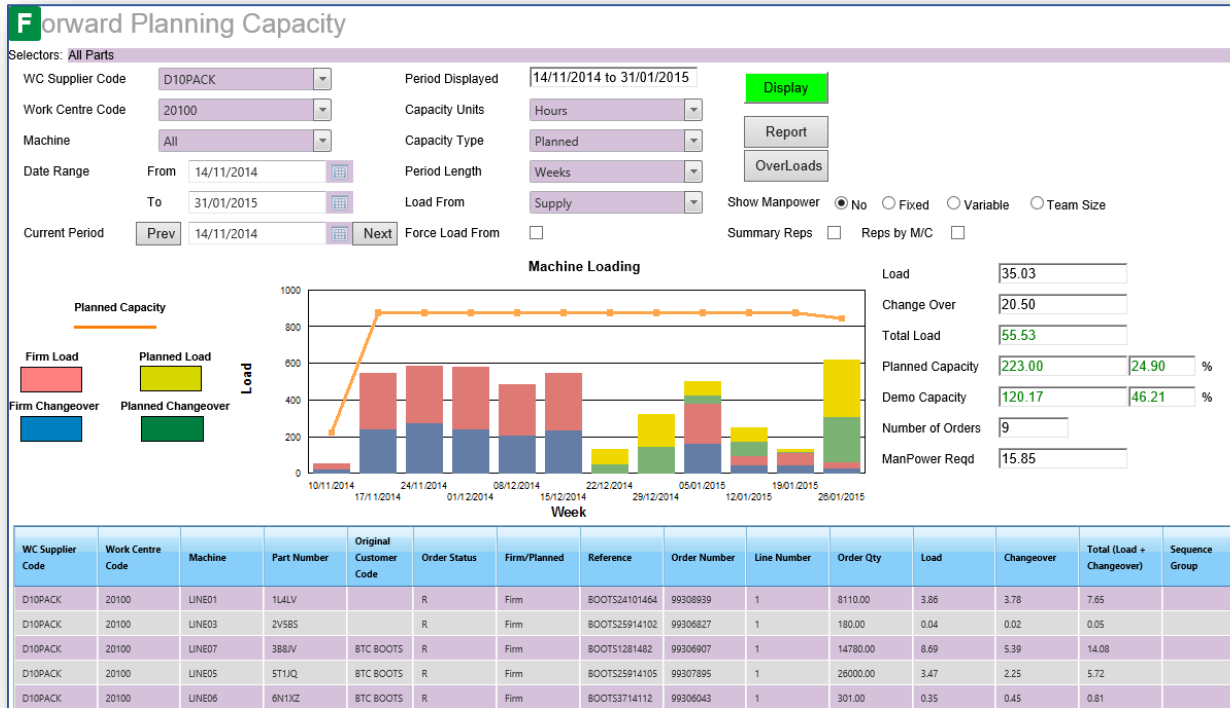 Forward Planning Capacity
Selectors: All Parts
WC Supplier Code D10PACK Period Displayed 14/11/2014 to 31/01/2015 Display
Work Centre Code 20100 Capacity Units Hours
Machine All Capacity Type Planned Report
Date Range From 14/11/2014 Period Length Weeks OverLoads
To 31/01/2015 Load From Supply Show Manpower No Fixed Variable Team Size
Current Period Prev 14/11/2014 Next Force Load From Summary Reps Reps by M/C
Machine Loading
Planned Capacity
Firm Load Planned Load
Firm Changeover Planned Changeover
Load
1000
800
600
400
200
0
10/11/2014 24/11/2014 08/12/2014 22/12/2014 05/01/2015 19/01/2015
17/11/2014 01/12/2014 15/12/2014 29/12/2014 12/01/2015 26/01/2015
Week
Load 35.03
Change Over 20.50
Total Load 55.53
Planned Capacity 223.00 24.90 %
Demo Capacity 120.17 46.21 %
Number of Orders 9
ManPower Reqd 15.85
WC Supplier Code Work Centre Code Machine Part Number Original Customer Code Order Status Firm/Planned Reference Order Number Line Number Order Qty Load Changeover Total (Load + Changeover) Sequence Group
D10PACK 20100 LINE01 1L4LV R Firm BOOTS24101464 99308939 1 8110.00 3.86 3.78 7.65
D10PACK 20100 LINE03 2V5BS R Firm BOOTS25914102 99306827 1 180.00 0.04 0.02 0.05
D10PACK 20100 LINE07 3B8JV BTC BOOTS R Firm BOOTS1281482 99306907 1 14780.00 8.69 5.39 14.08
D10PACK 20100 LINE05 5T1JQ BTC BOOTS R Firm BOOTS25914105 99307895 1 26000.00 3.47 2.25 5.72
D10PACK 20100 LINE06 6N1XZ BTC BOOTS R Firm BOOTS3714112 99306043 1 301.00 0.35 0.45 0.81